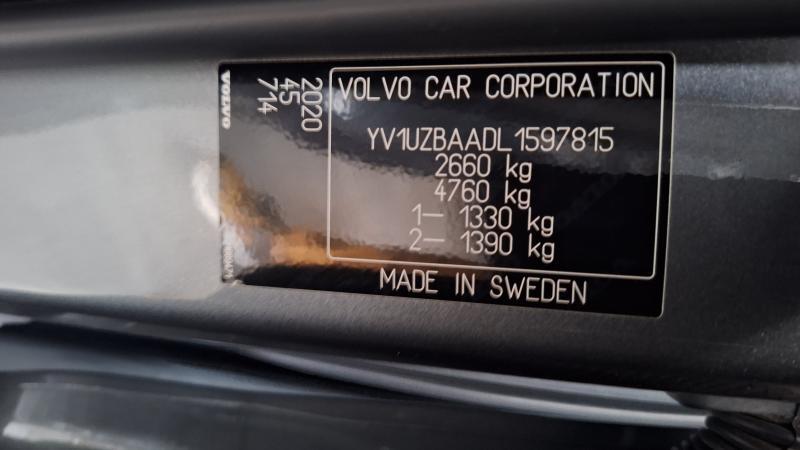 VOLVO
2020
45
714
VOLVO CAR CORPORATION
YV1UZBAADL1597815
2660 kg
4760 kg
1– 1330 kg
2– 1390 kg
MADE IN SWEDEN